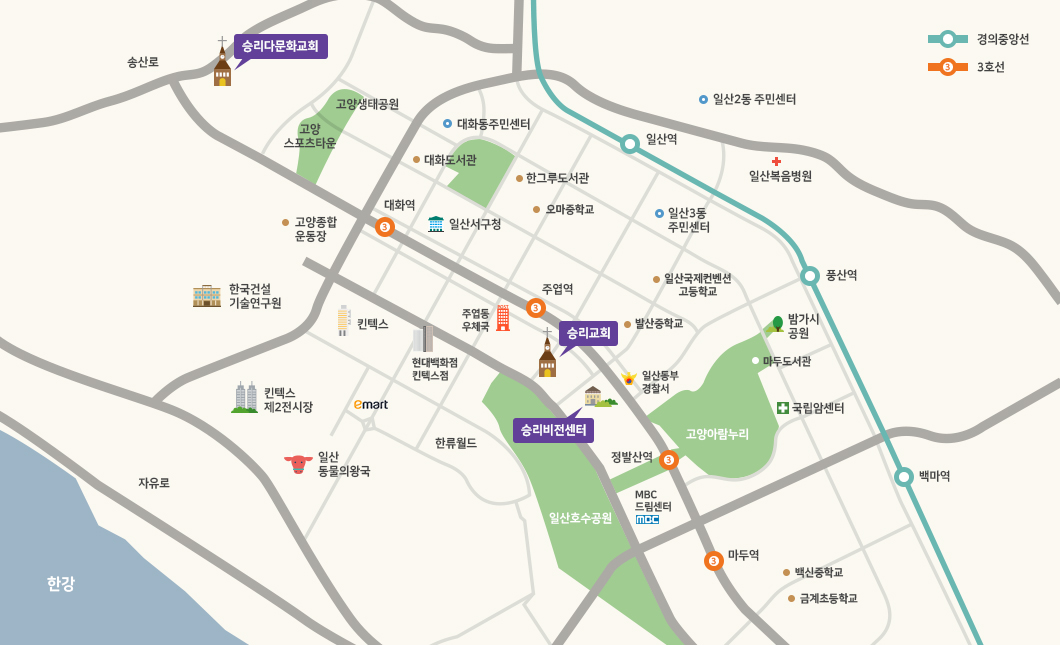 승리다문화교회
송산로
경의중앙선
3호선
고양생태공원
고양
스포츠타운
대화동주민센터
일산2동 주민센터
일산역
대화도서관
한그루도서관
일산복음병원
대화역
오마중학교
고양종합
운동장
일산서구청
일산3동
주민센터
풍산역
한국건설
기술연구원
주엽역
일산국제컨벤션
고등학교
킨텍스
주엽동
우체국
승리교회
발산중학교
밤가시
공원
현대백화점
킨텍스점
마두도서관
일산동부
경찰서
킨텍스
제2전시장
emart
국립암센터
승리비전센터
고양아람누리
한류월드
정발산역
일산
동물의왕국
자유로
백마역
MBC
드림센터
MBC
일산호수공원
마두역
한강
백신중학교
금계초등학교
3
3
3
3
3